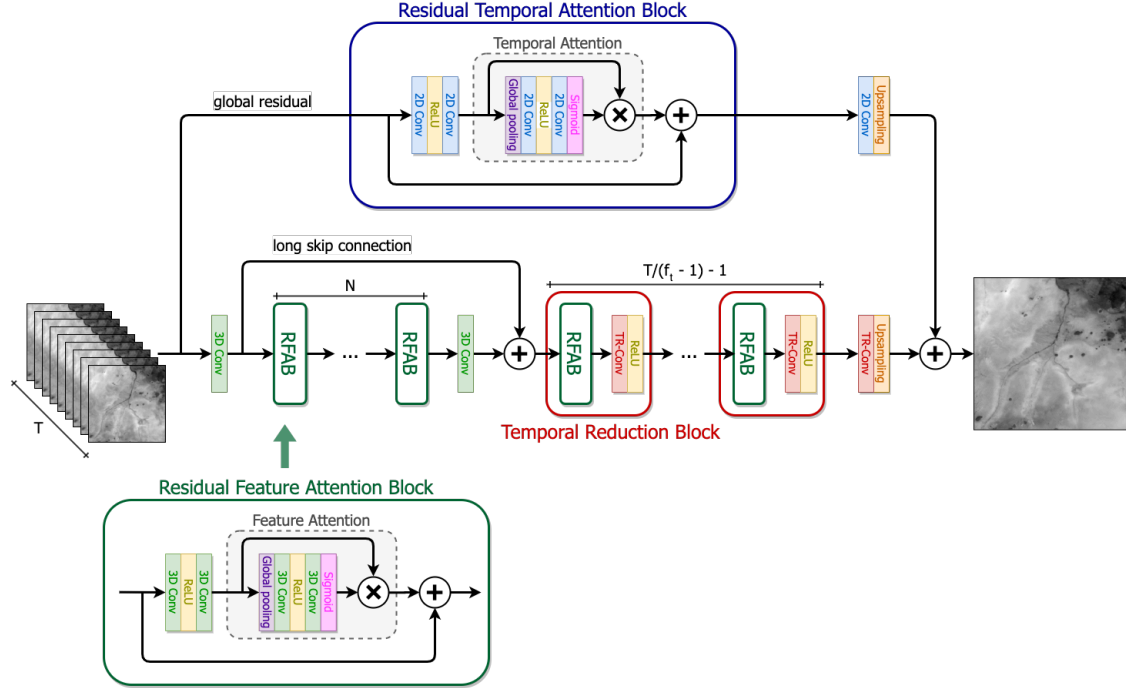 Residual Temporal Attention Block
Temporal Attention
global residual
2D Conv
ReLU
2D Conv
Global pooling
2D Conv
ReLU
2D Conv
Sigmoid
×
+
2D Conv
Upsampling
long skip connection
N
T/(f_t - 1) - 1
T
3D Conv
RFAB
...
RFAB
3D Conv
+
RFAB
TR-Conv
ReLU
...
RFAB
TR-Conv
ReLU
TR-Conv
Upsampling
+
Temporal Reduction Block
Residual Feature Attention Block
Feature Attention
3D Conv
ReLU
3D Conv
Global pooling
3D Conv
ReLU
3D Conv
Sigmoid
×
+